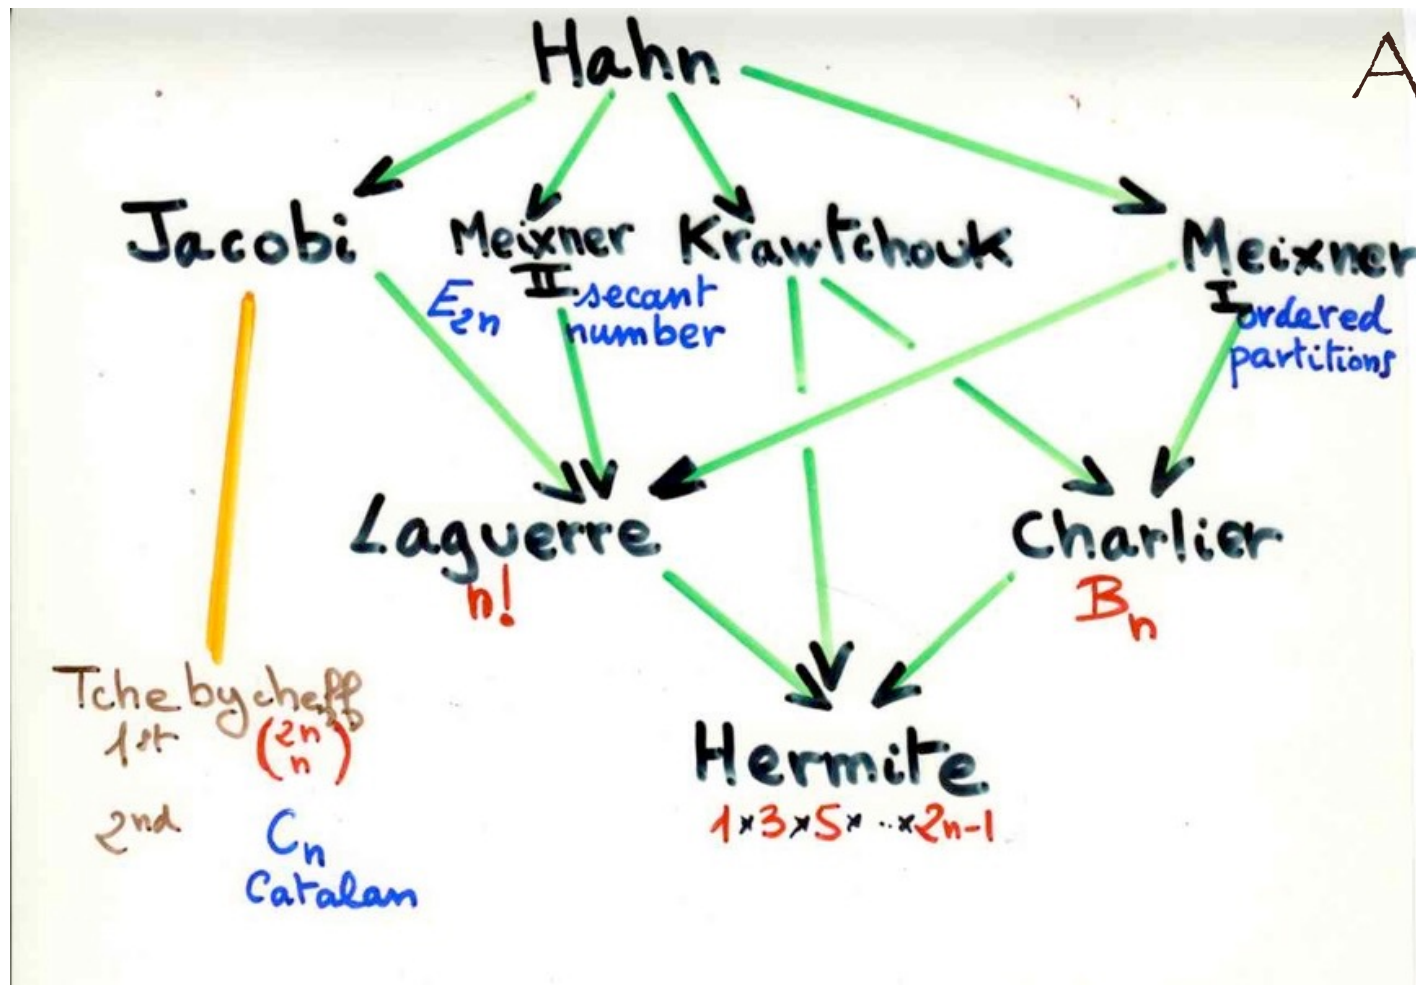 Hahn
A
Jacobi
Meixner
II
Krawtchouk
Meixner
I
E₂ₙ
secant
number
ordered
partitions
Laguerre
n!
Charlier
Bₙ
Tchebycheff
1st (2n n)
2nd Cₙ
Catalan
Hermite
1×3×5×··×2n-1